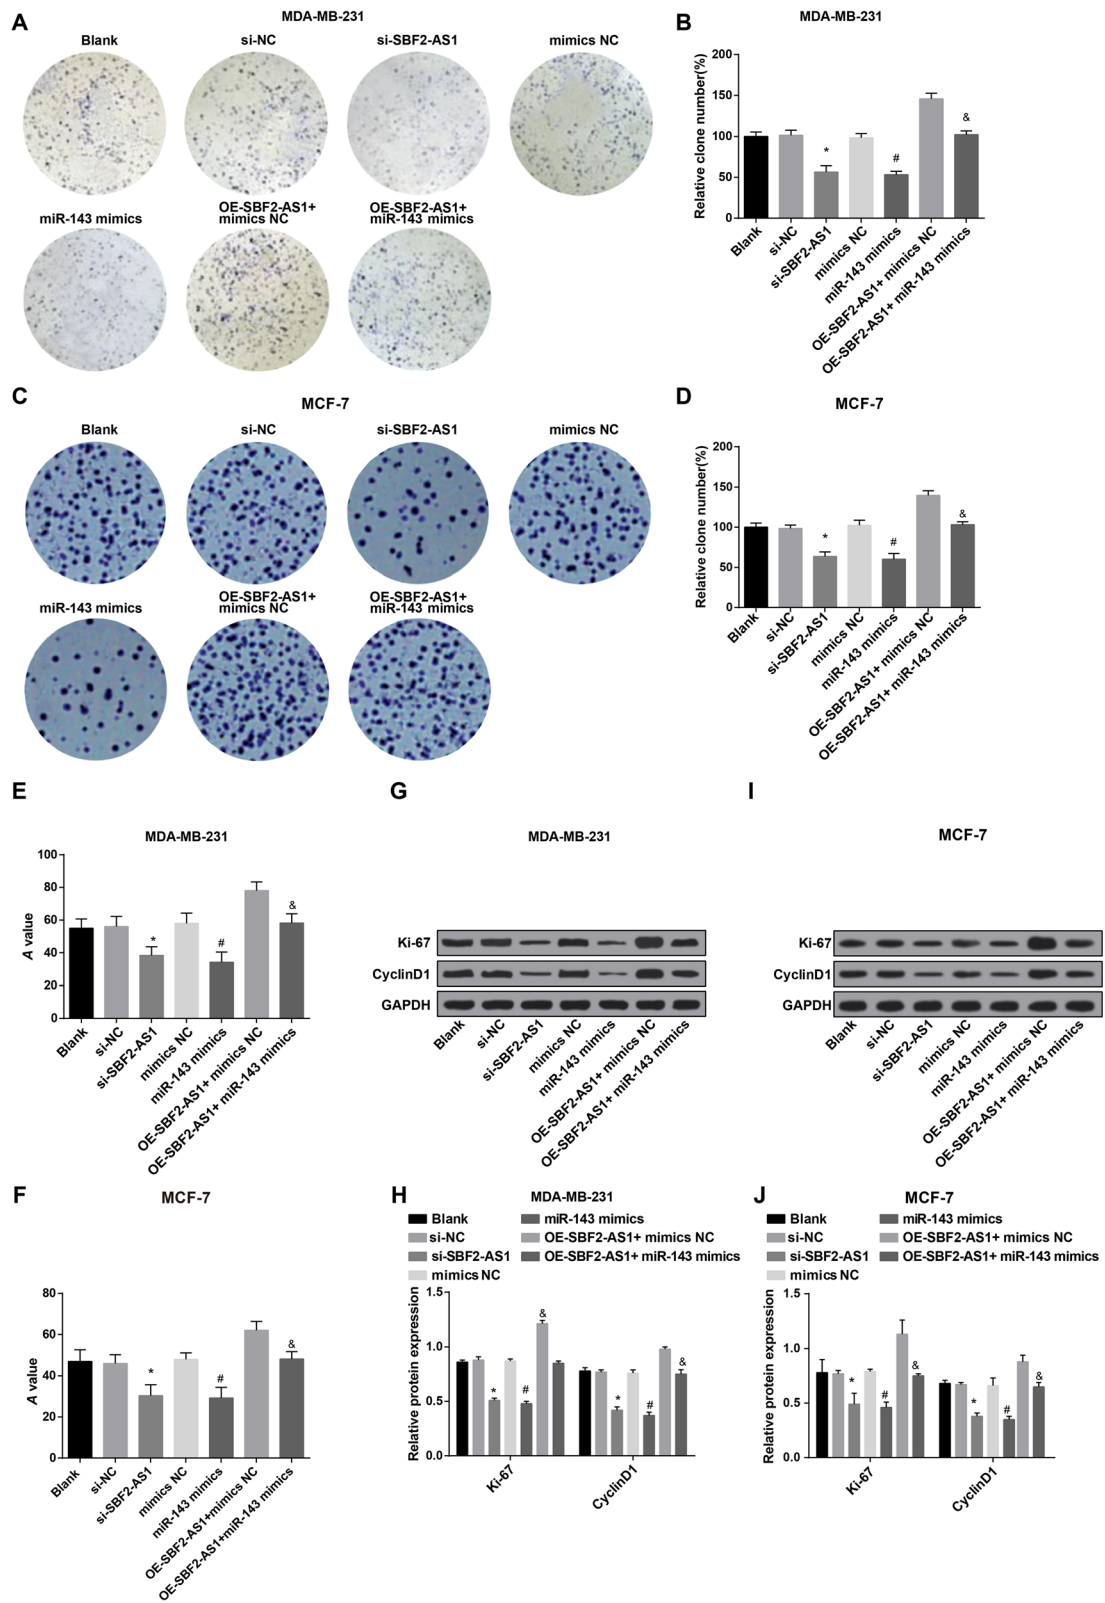 A
MDA-MB-231
Blank
si-NC
si-SBF2-AS1
mimics NC
miR-143 mimics
OE-SBF2-AS1+
mimics NC
OE-SBF2-AS1+
miR-143 mimics
B
MDA-MB-231
Relative clone number(%)
200
150
100
50
0
*
#
&
Blank
si-NC
si-SBF2-AS1
mimics NC
miR-143 mimics
OE-SBF2-AS1+ mimics NC
OE-SBF2-AS1+ miR-143 mimics
C
MCF-7
Blank
si-NC
si-SBF2-AS1
mimics NC
miR-143 mimics
OE-SBF2-AS1+
mimics NC
OE-SBF2-AS1+
miR-143 mimics
D
MCF-7
Relative clone number(%)
200
150
100
50
0
*
#
&
Blank
si-NC
si-SBF2-AS1
mimics NC
miR-143 mimics
OE-SBF2-AS1+ mimics NC
OE-SBF2-AS1+ miR-143 mimics
E
MDA-MB-231
A value
100
80
60
40
20
0
*
#
&
Blank
si-NC
si-SBF2-AS1
mimics NC
miR-143 mimics
OE-SBF2-AS1+ mimics NC
OE-SBF2-AS1+ miR-143 mimics
G
MDA-MB-231
Ki-67
CyclinD1
GAPDH
Blank
si-NC
si-SBF2-AS1
mimics NC
miR-143 mimics
OE-SBF2-AS1+ mimics NC
OE-SBF2-AS1+ miR-143 mimics
I
MCF-7
Ki-67
CyclinD1
GAPDH
Blank
si-NC
si-SBF2-AS1
mimics NC
miR-143 mimics
OE-SBF2-AS1+ mimics NC
OE-SBF2-AS1+ miR-143 mimics
F
MCF-7
A value
80
60
40
20
0
*
#
&
Blank
si-NC
si-SBF2-AS1
mimics NC
miR-143 mimics
OE-SBF2-AS1+mimics NC
OE-SBF2-AS1+miR-143 mimics
H
MDA-MB-231
Blank
si-NC
si-SBF2-AS1
mimics NC
miR-143 mimics
OE-SBF2-AS1+ mimics NC
OE-SBF2-AS1+ miR-143 mimics
Relative protein expression
1.5
1.0
0.5
0.0
*
#
&
*
#
&
Ki-67
CyclinD1
J
MCF-7
Blank
si-NC
si-SBF2-AS1
mimics NC
miR-143 mimics
OE-SBF2-AS1+ mimics NC
OE-SBF2-AS1+ miR-143 mimics
Relative protein expression
1.5
1.0
0.5
0.0
*
#
&
*
#
&
Ki-67
CyclinD1